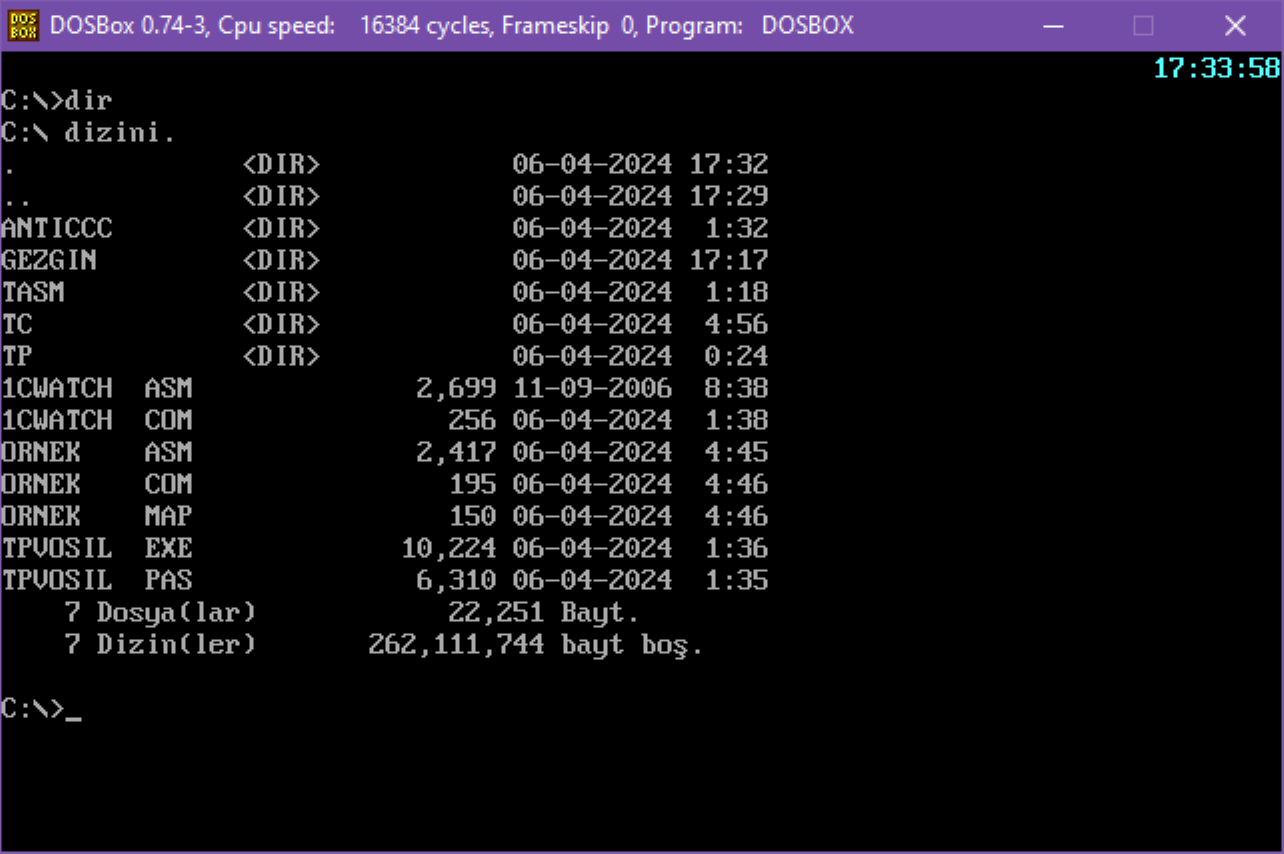 DOSBox 0.74-3, Cpu speed: 16384 cycles, Frameskip 0, Program: DOSBOX
17:33:58
C:\>dir
C:\ dizini.
. <DIR> 06-04-2024 17:32
.. <DIR> 06-04-2024 17:29
ANTICCC <DIR> 06-04-2024 1:32
GEZGIN <DIR> 06-04-2024 17:17
TASM <DIR> 06-04-2024 1:18
TC <DIR> 06-04-2024 4:56
TP <DIR> 06-04-2024 0:24
1CWATCH ASM 2,699 11-09-2006 8:38
1CWATCH COM 256 06-04-2024 1:38
ORNEK ASM 2,417 06-04-2024 4:45
ORNEK COM 195 06-04-2024 4:46
ORNEK MAP 150 06-04-2024 4:46
TPVOSIL EXE 10,224 06-04-2024 1:36
TPVOSIL PAS 6,310 06-04-2024 1:35
7 Dosya(lar) 22,251 Bayt.
7 Dizin(ler) 262,111,744 bayt boş.
C:\>_